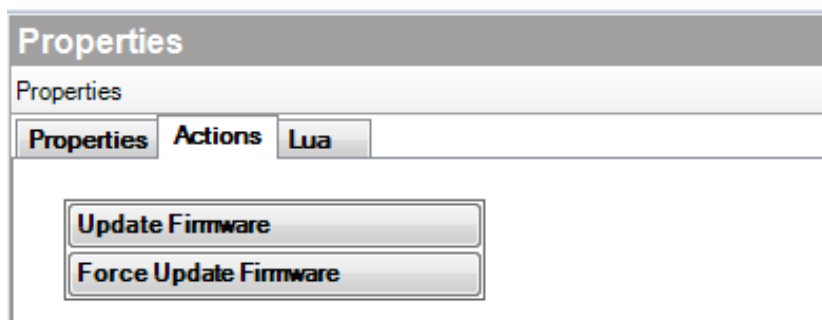 Properties
Properties
Properties Actions Lua
Update Firmware
Force Update Firmware